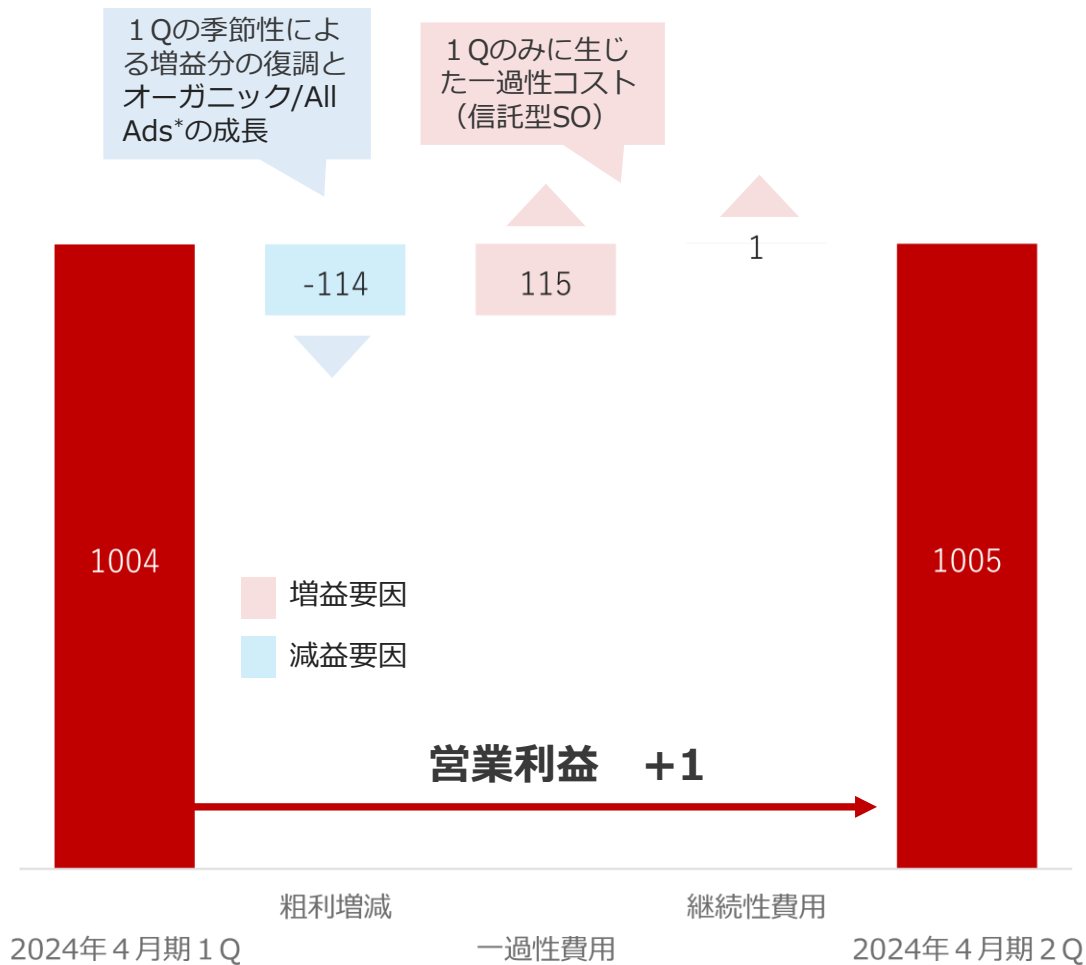 １Qの季節性によ
る増益分の復調と
オーガニック/All
Ads*の成長
１Qのみに生じ
た一過性コスト
（信託型SO）
1004
-114
115
1
1005
増益要因
減益要因
営業利益　+1
粗利増減
継続性費用
2024年４月期１Q
一過性費用
2024年４月期２Q